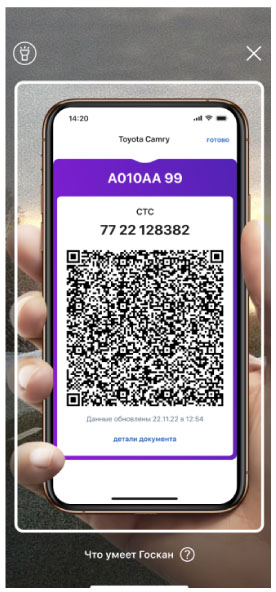 14:20
Toyota Camry
готово
А010АА 99
СТС
77 22 128382
Данные обновлены 22.11.22 в 12:54
детали документа
Что умеет Госкан ?